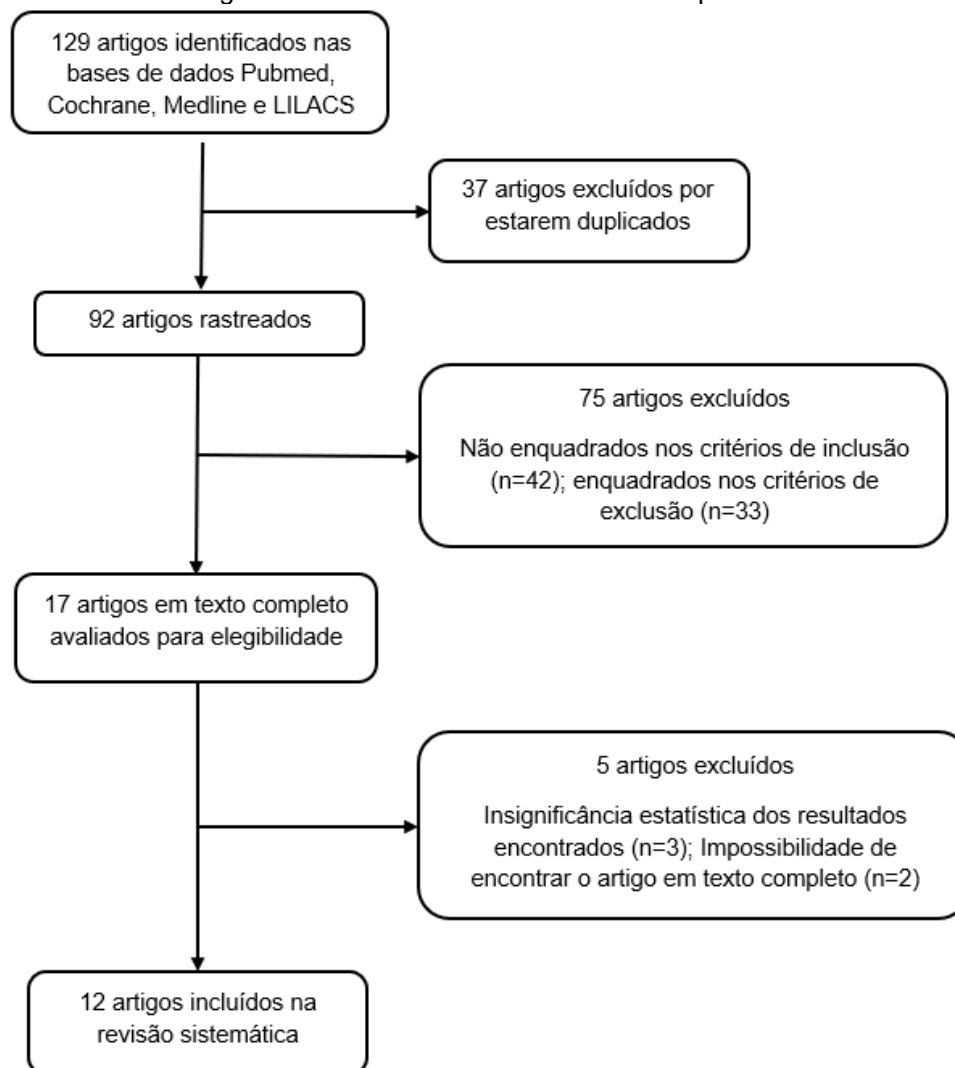 129 artigos identificados nas
bases de dados Pubmed,
Cochrane, Medline e LILACS
37 artigos excluídos por
estarem duplicados
92 artigos rastreados
75 artigos excluídos
Não enquadrados nos critérios de inclusão
(n=42); enquadrados nos critérios de
exclusão (n=33)
17 artigos em texto completo
avaliados para elegibilidade
5 artigos excluídos
Insignificância estatística dos resultados
encontrados (n=3); Impossibilidade de
encontrar o artigo em texto completo (n=2)
12 artigos incluídos na
revisão sistemática